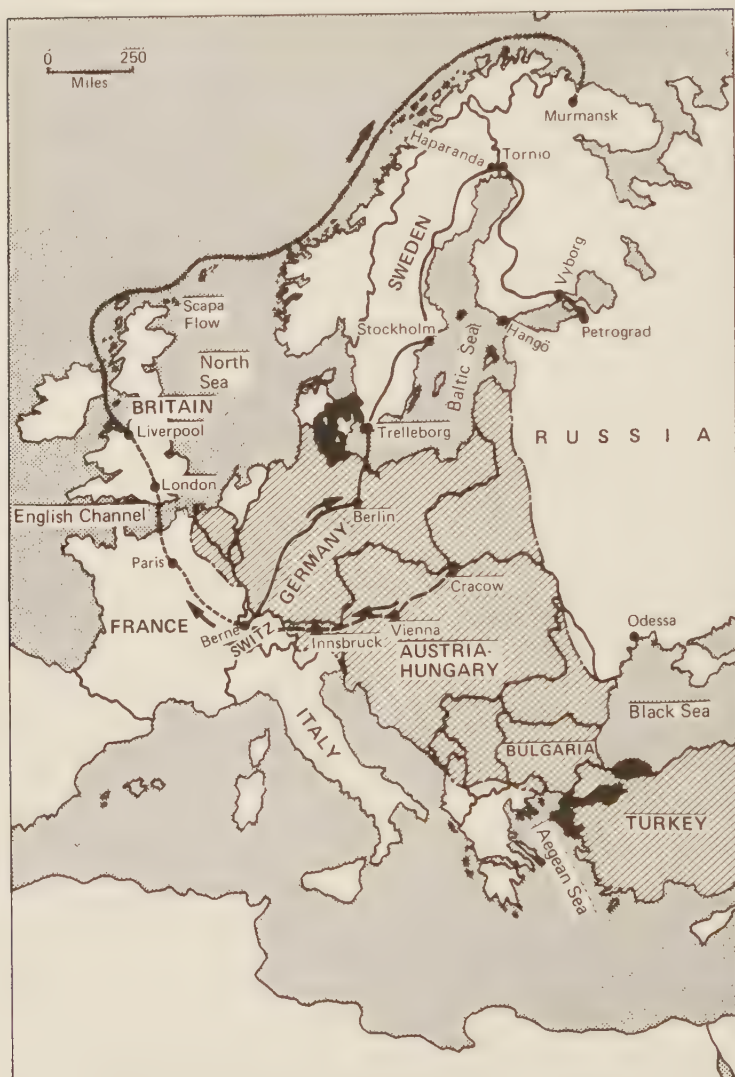 0 250
Miles
Murmansk
Haparanda Tornio
SWEDEN
Vyborg
Scapa
Flow
Stockholm
Baltic Sea
Hangö
Petrograd
North
Sea
BRITAIN
Liverpool
Trelleborg
RUSSIA
London
English Channel
Berlin
GERMANY
Paris
Cracow
FRANCE
Berne
SWITZ
Innsbruck
Vienna
Odessa
AUSTRIA-
HUNGARY
ITALY
Black Sea
BULGARIA
TURKEY
Aegean Sea